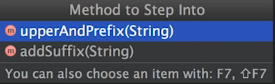 Method to Step Into
m upperAndPrefix(String)
m addSuffix(String)
You can also choose an item with: F7, ⇧F7